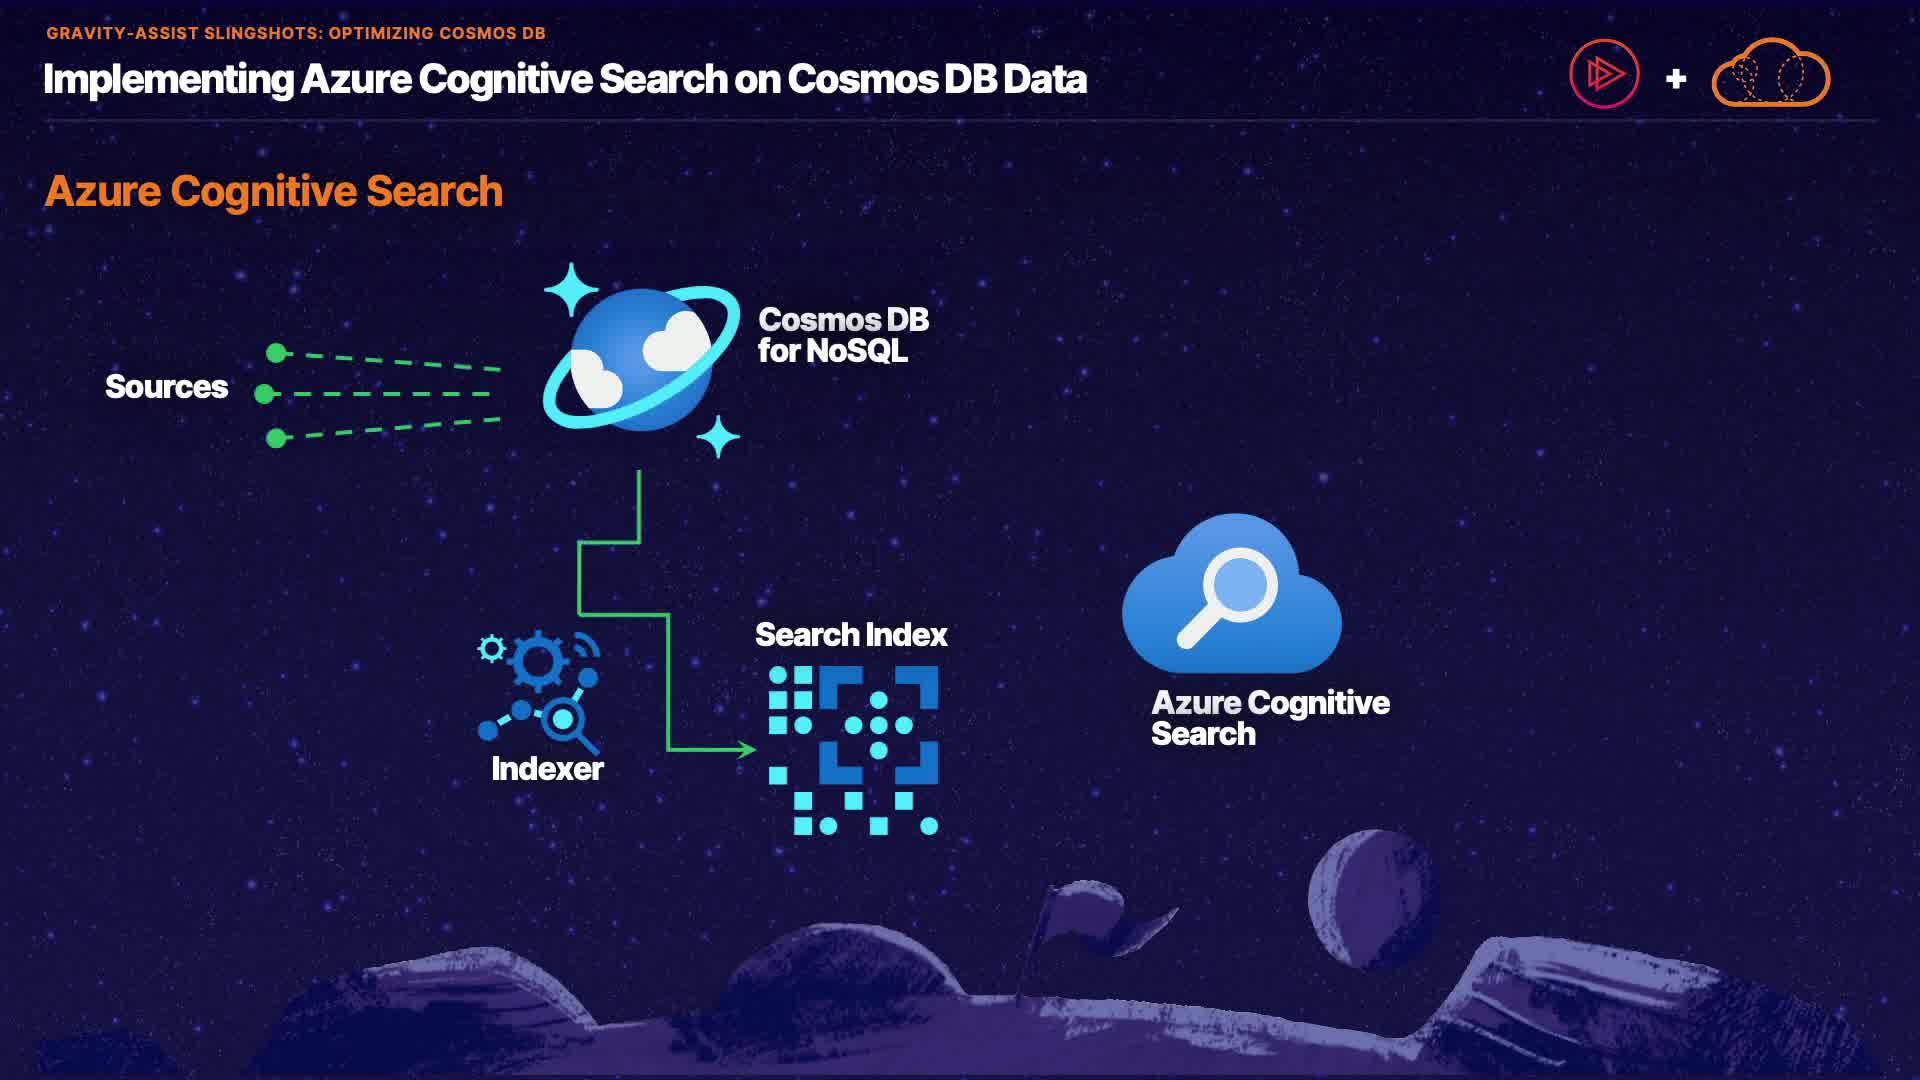 GRAVITY-ASSIST SLINGSHOTS: OPTIMIZING COSMOS DB
Implementing Azure Cognitive Search on Cosmos DB Data
+
Azure Cognitive Search
Cosmos DB
for NoSQL
Sources
Search Index
Indexer
Azure Cognitive
Search